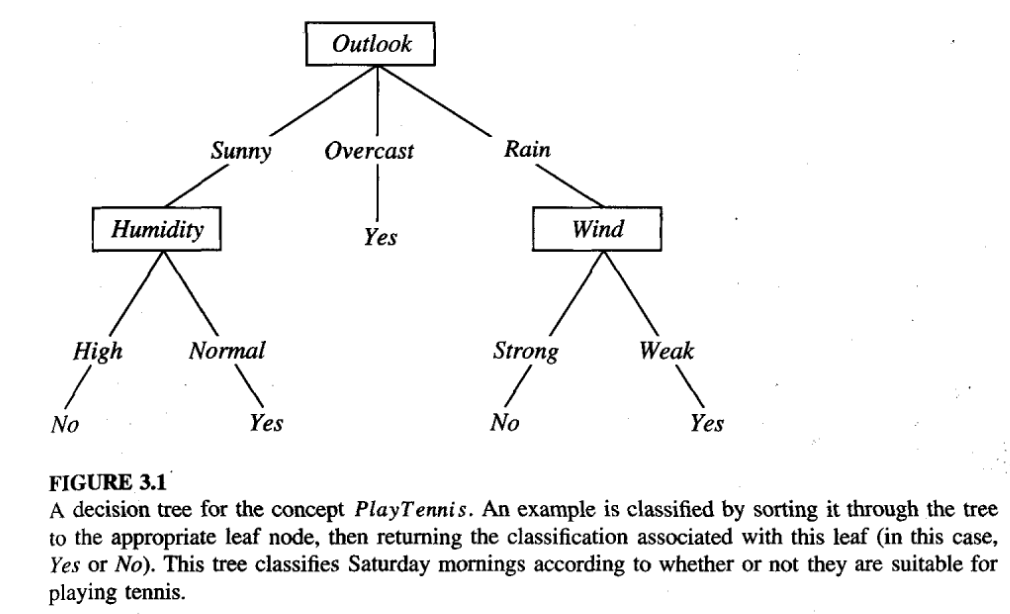 Outlook
Sunny Overcast Rain
Humidity Yes Wind
High Normal Strong Weak
No Yes No Yes
FIGURE 3.1
A decision tree for the concept PlayTennis. An example is classified by sorting it through the tree
to the appropriate leaf node, then returning the classification associated with this leaf (in this case,
Yes or No). This tree classifies Saturday mornings according to whether or not they are suitable for
playing tennis.